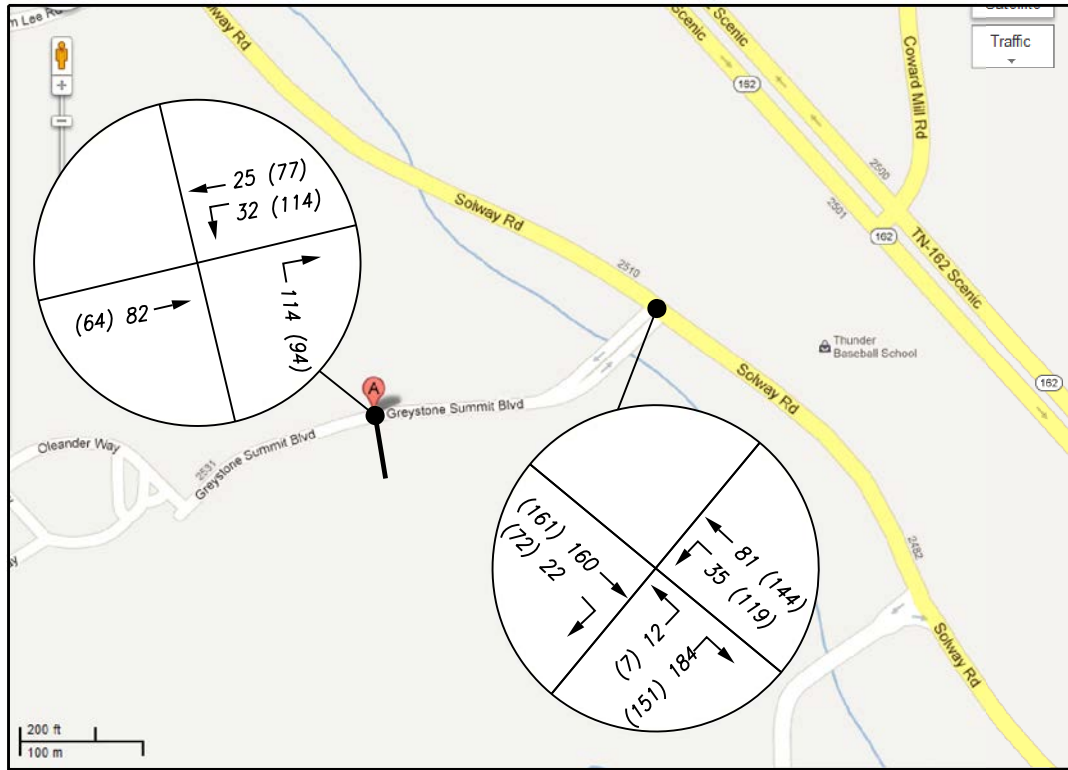 m Lee Rd
Solway Rd
Scenic
Scenic
Traffic
162
Coward Mill Rd
2500
2501
162
TN-162 Scenic
162
25 (77)
32 (114)
(64) 82
114 (94)
Solway Rd
2510
Thunder
Baseball School
Solway Rd
A
Greystone Summit Blvd
Oleander Way
2531
Greystone Summit Blvd
(161) 160
(72) 22
81 (144)
35 (119)
(7) 12
(151) 184
2482
Solway Rd
200 ft
100 m